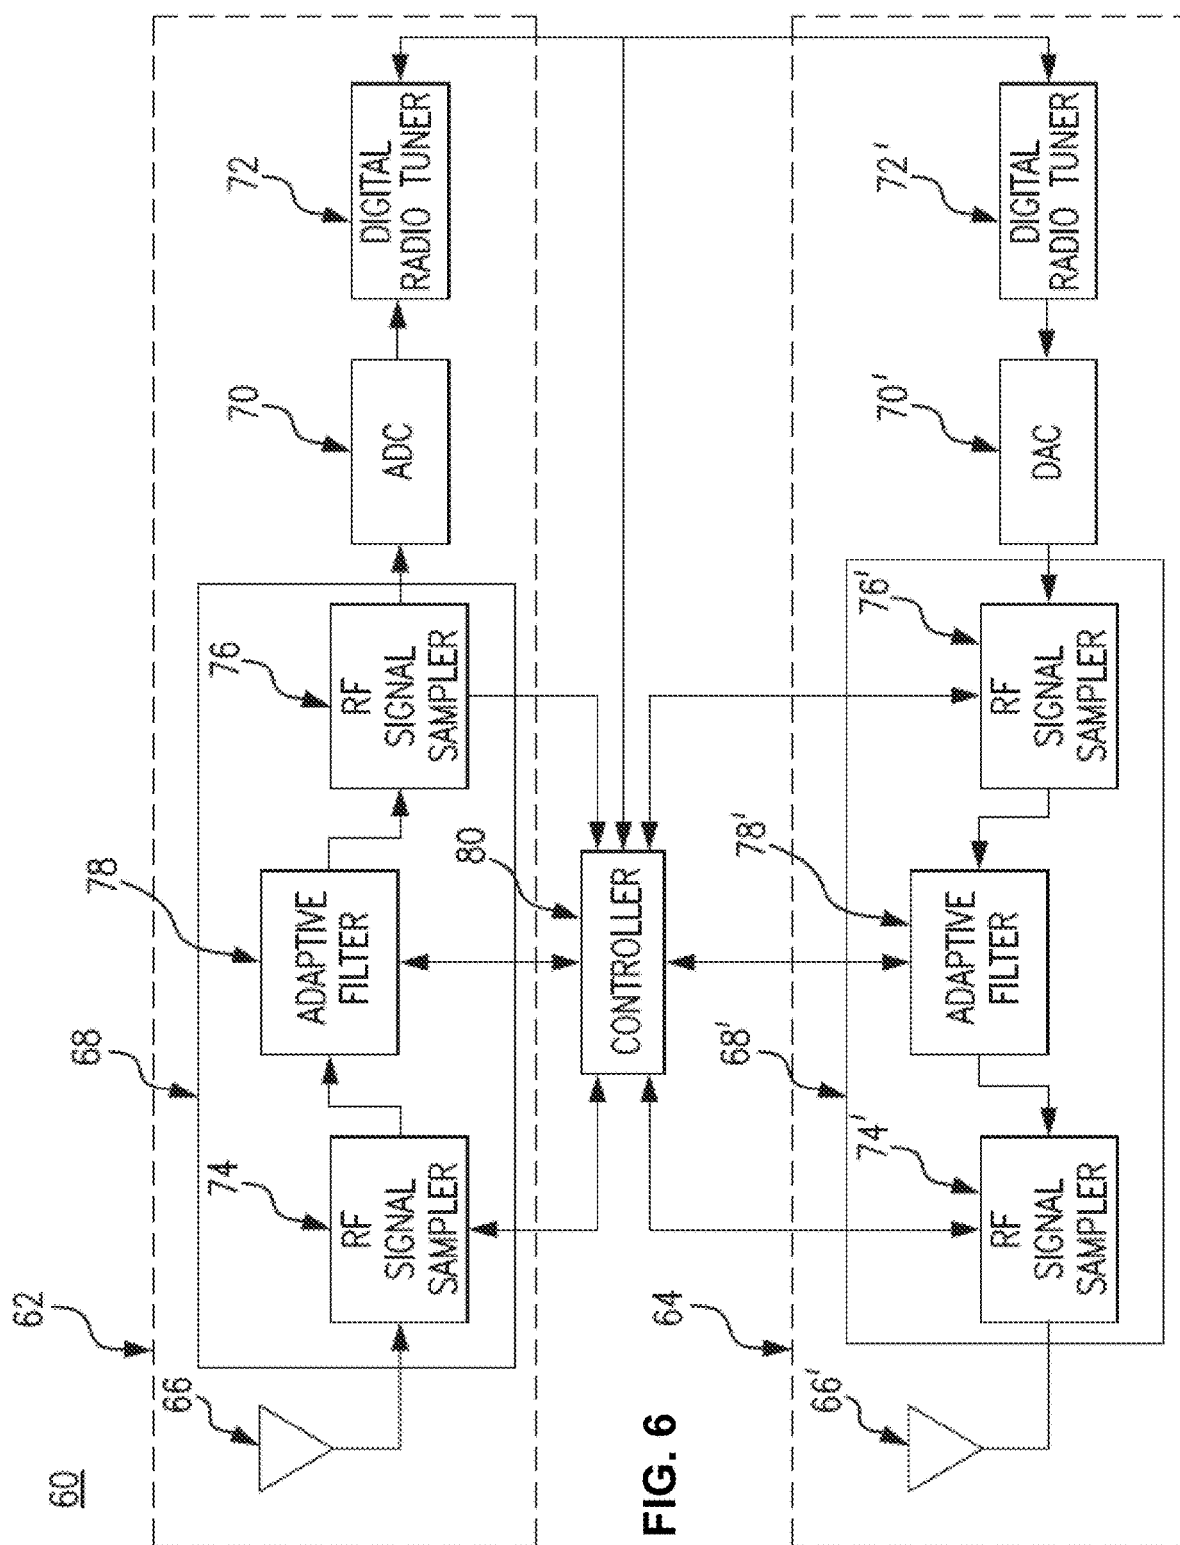 60
62
66
68
74
RF
SIGNAL
SAMPLER
78
ADAPTIVE
FILTER
76
RF
SIGNAL
SAMPLER
70
ADC
72
DIGITAL
RADIO TUNER
80
CONTROLLER
FIG. 6
64
66'
68'
74'
RF
SIGNAL
SAMPLER
78'
ADAPTIVE
FILTER
76'
RF
SIGNAL
SAMPLER
70'
DAC
72'
DIGITAL
RADIO TUNER